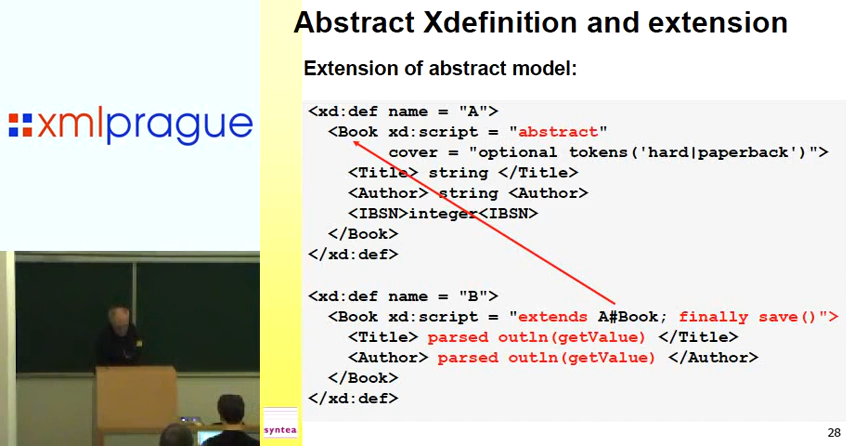 Abstract Xdefinition and extension
Extension of abstract model:
xmlprague
<xd:def name = "A">
<Book xd:script = "abstract"
cover = "optional tokens('hard|paperback')">
<Title> string </Title>
<Author> string <Author>
<IBSN>integer<IBSN>
</Book>
</xd:def>
<xd:def name = "B">
<Book xd:script = "extends A#Book; finally save()">
<Title> parsed outln(getValue) </Title>
<Author> parsed outln(getValue) </Author>
</Book>
</xd:def>
syntea
28